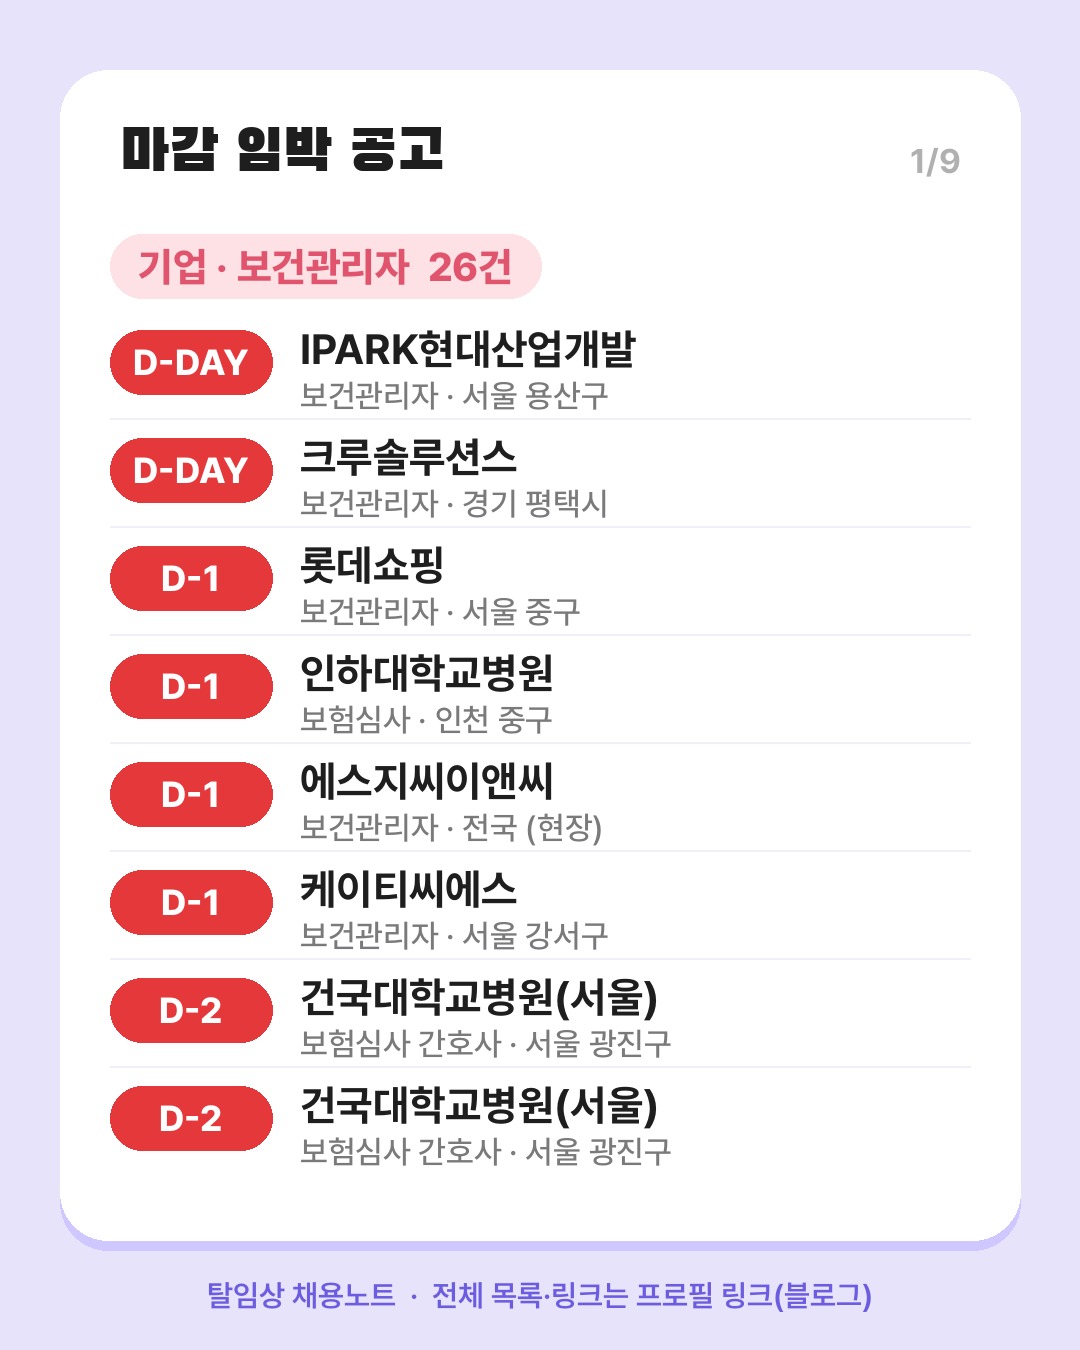 마감 임박 공고
1/9
기업 · 보건관리자 26건
D-DAY
IPARK현대산업개발
보건관리자 · 서울 용산구
D-DAY
크루솔루션스
보건관리자 · 경기 평택시
D-1
롯데쇼핑
보건관리자 · 서울 중구
D-1
인하대학교병원
보험심사 · 인천 중구
D-1
에스지씨이앤씨
보건관리자 · 전국 (현장)
D-1
케이티씨에스
보건관리자 · 서울 강서구
D-2
건국대학교병원(서울)
보험심사 간호사 · 서울 광진구
D-2
건국대학교병원(서울)
보험심사 간호사 · 서울 광진구
탈임상 채용노트 · 전체 목록·링크는 프로필 링크(블로그)